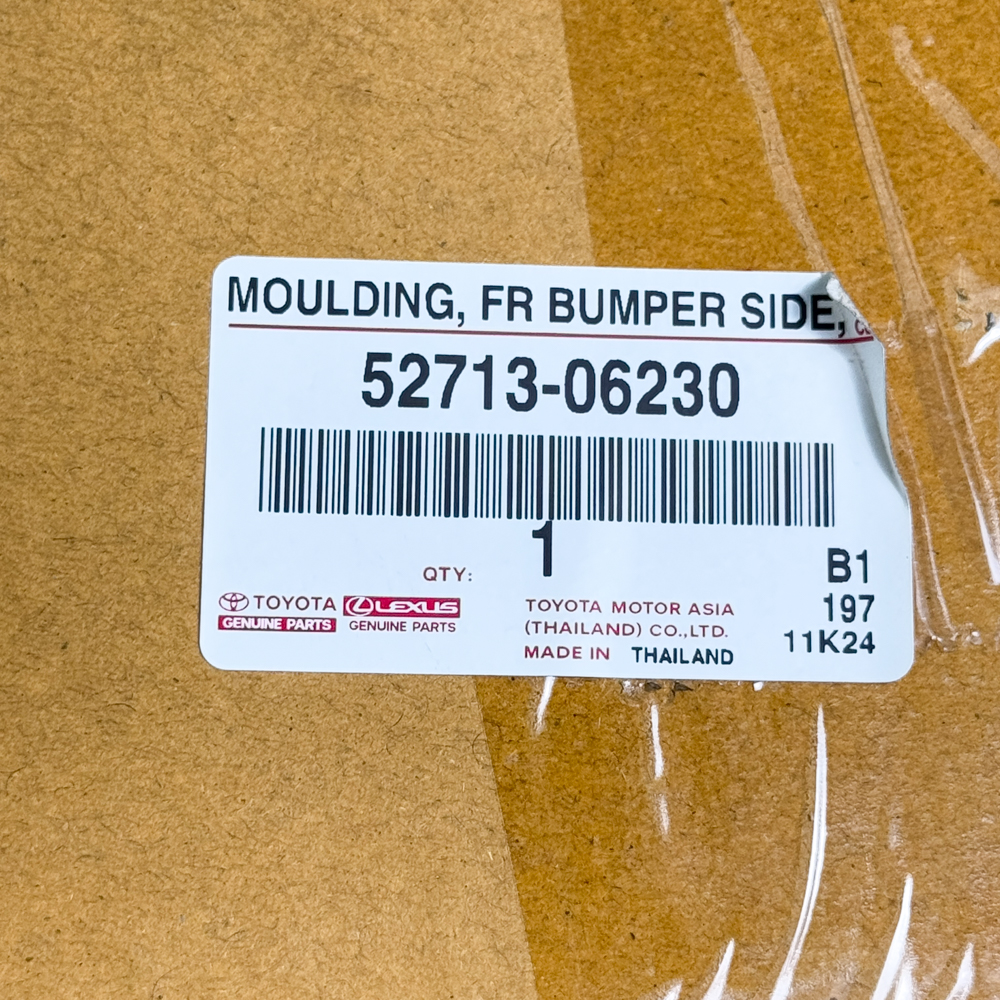 MOULDING, FR BUMPER SIDE,
52713-06230
1
QTY:
B1
197
11K24
TOYOTA
GENUINE PARTS
LEXUS
GENUINE PARTS
TOYOTA MOTOR ASIA
(THAILAND) CO.,LTD.
MADE IN THAILAND